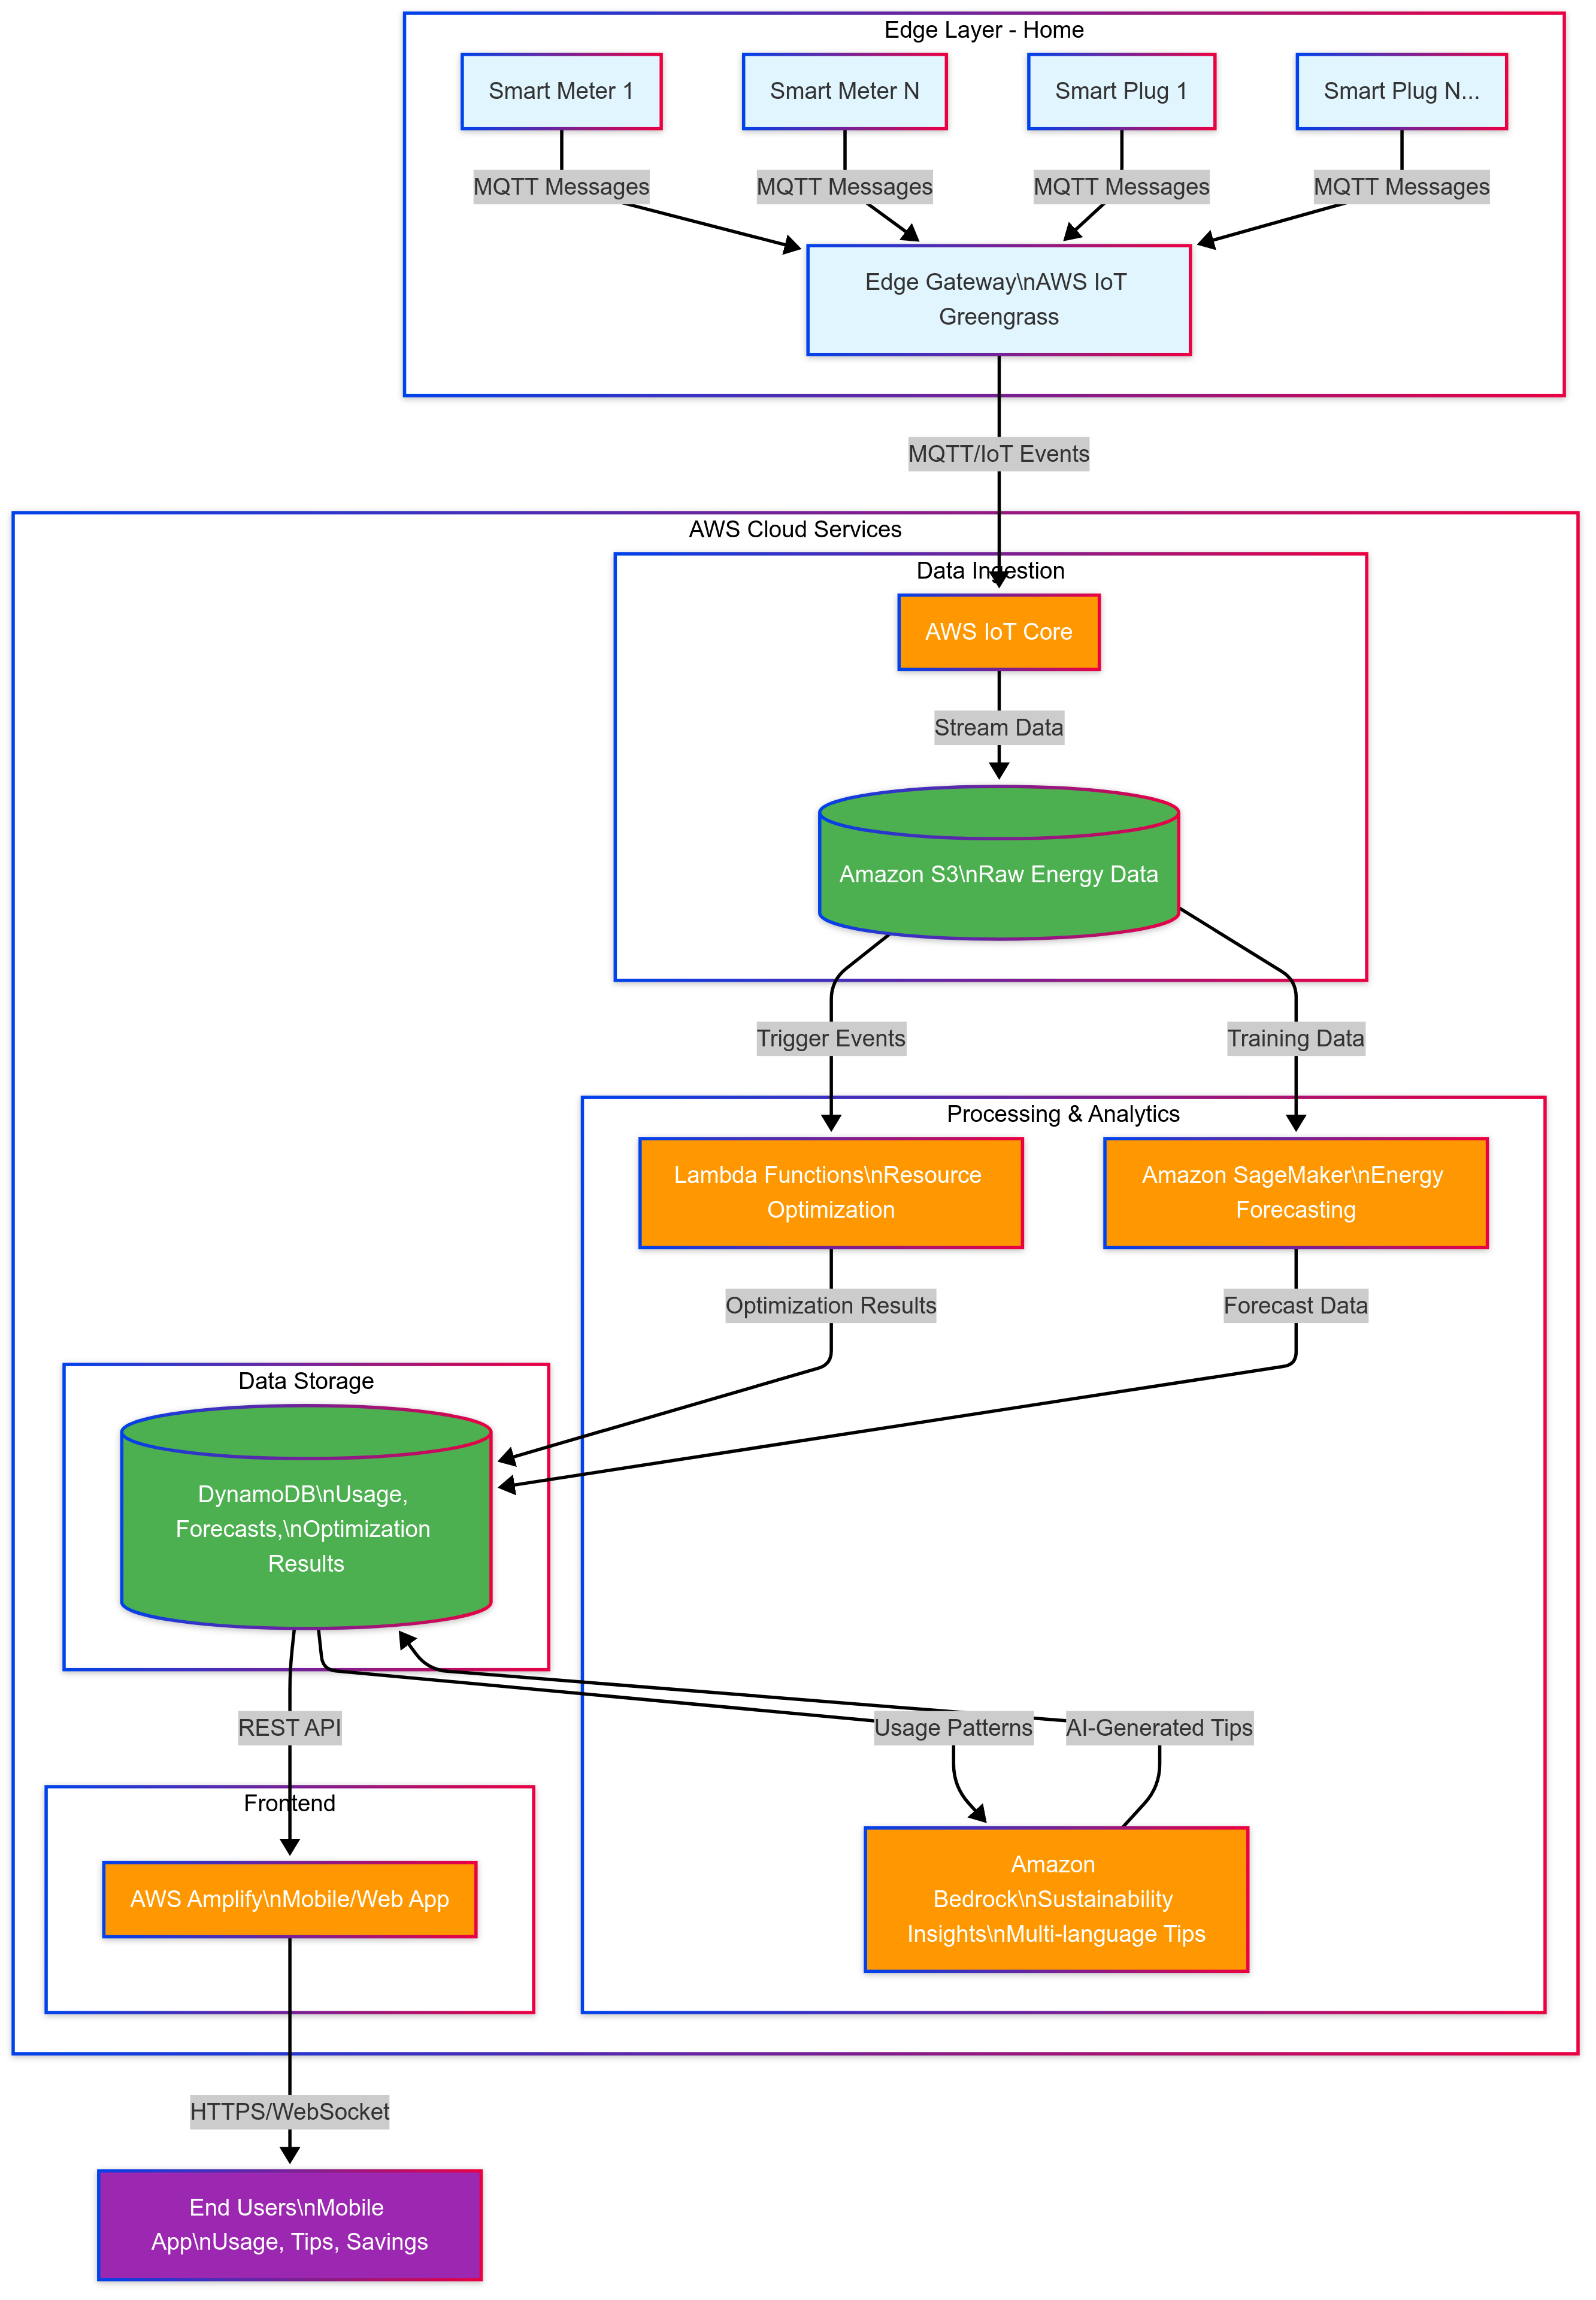 Edge Layer - Home
Smart Meter 1
Smart Meter N
Smart Plug 1
Smart Plug N...
MQTT Messages
MQTT Messages
MQTT Messages
MQTT Messages
Edge Gateway\nAWS IoT
Greengrass
MQTT/IoT Events
AWS Cloud Services
Data Ingestion
AWS IoT Core
Stream Data
Amazon S3\nRaw Energy Data
Trigger Events
Training Data
Processing & Analytics
Lambda Functions\nResource
Optimization
Amazon SageMaker\nEnergy
Forecasting
Optimization Results
Forecast Data
Data Storage
DynamoDB\nUsage,
Forecasts,\nOptimization
Results
REST API
Usage Patterns
AI-Generated Tips
Frontend
AWS Amplify\nMobile/Web App
Amazon
Bedrock\nSustainability
Insights\nMulti-language Tips
HTTPS/WebSocket
End Users\nMobile
App\nUsage, Tips, Savings